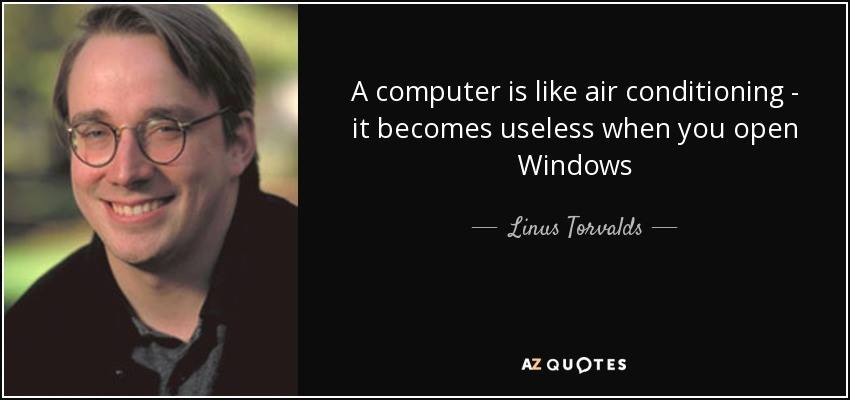 A computer is like air conditioning -
it becomes useless when you open
Windows
Linus Torvalds
AZ QUOTES